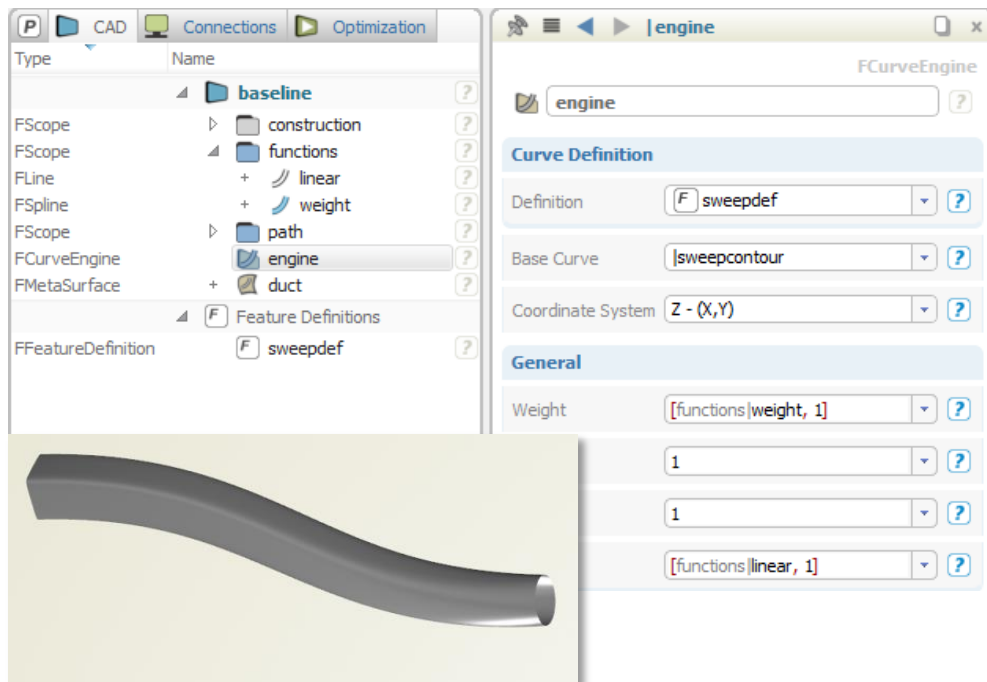 P CAD Connections Optimization
Type Name
baseline ?
FScope construction ?
FScope functions ?
FLine + linear ?
FSpline + weight ?
FScope path ?
FCurveEngine engine ?
FMetaSurface + duct ?
F Feature Definitions
FFeatureDefinition F sweepdef ?
|engine x
FCurveEngine
engine ?
Curve Definition
Definition F sweepdef ?
Base Curve |sweepcontour ?
Coordinate System Z - (X,Y) ?
General
Weight [functions|weight, 1] ?
1 ?
1 ?
[functions|linear, 1] ?